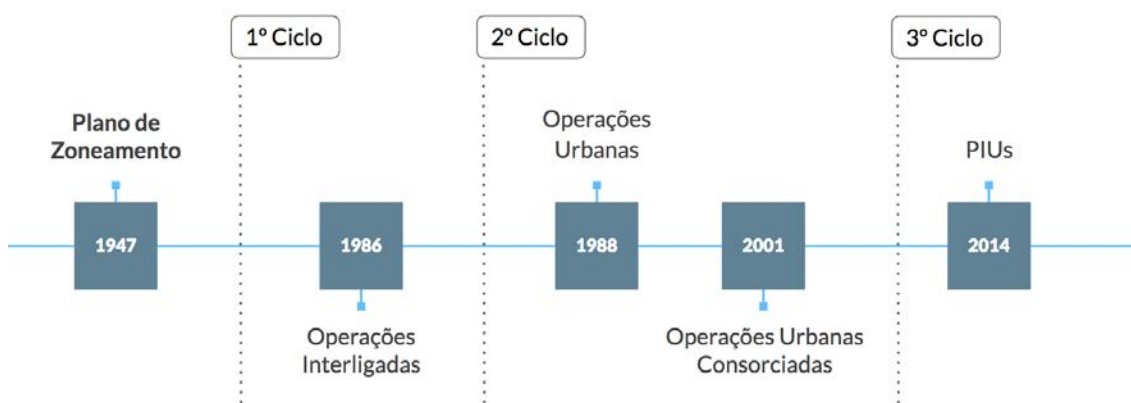 1º Ciclo
2º Ciclo
3º Ciclo
Plano de
Zoneamento
Operações
Urbanas
PIUs
1947
1986
1988
2001
2014
Operações
Interligadas
Operações Urbanas
Consorciadas